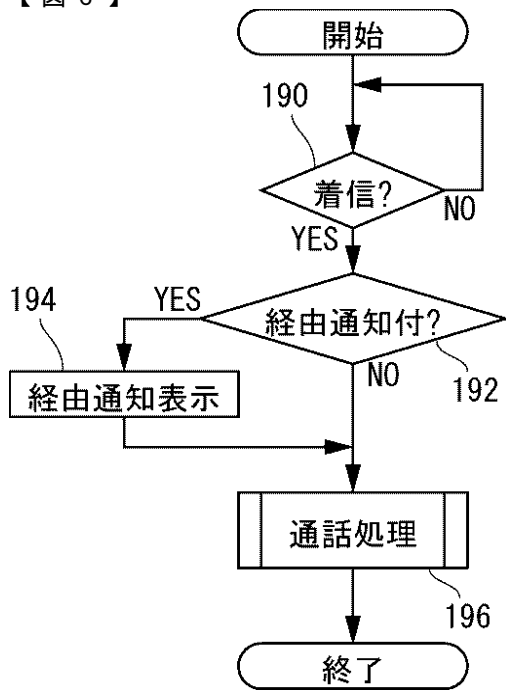 開始
190
着信?
NO
YES
194
YES
経由通知付?
192
NO
経由通知表示
通話処理
196
終了